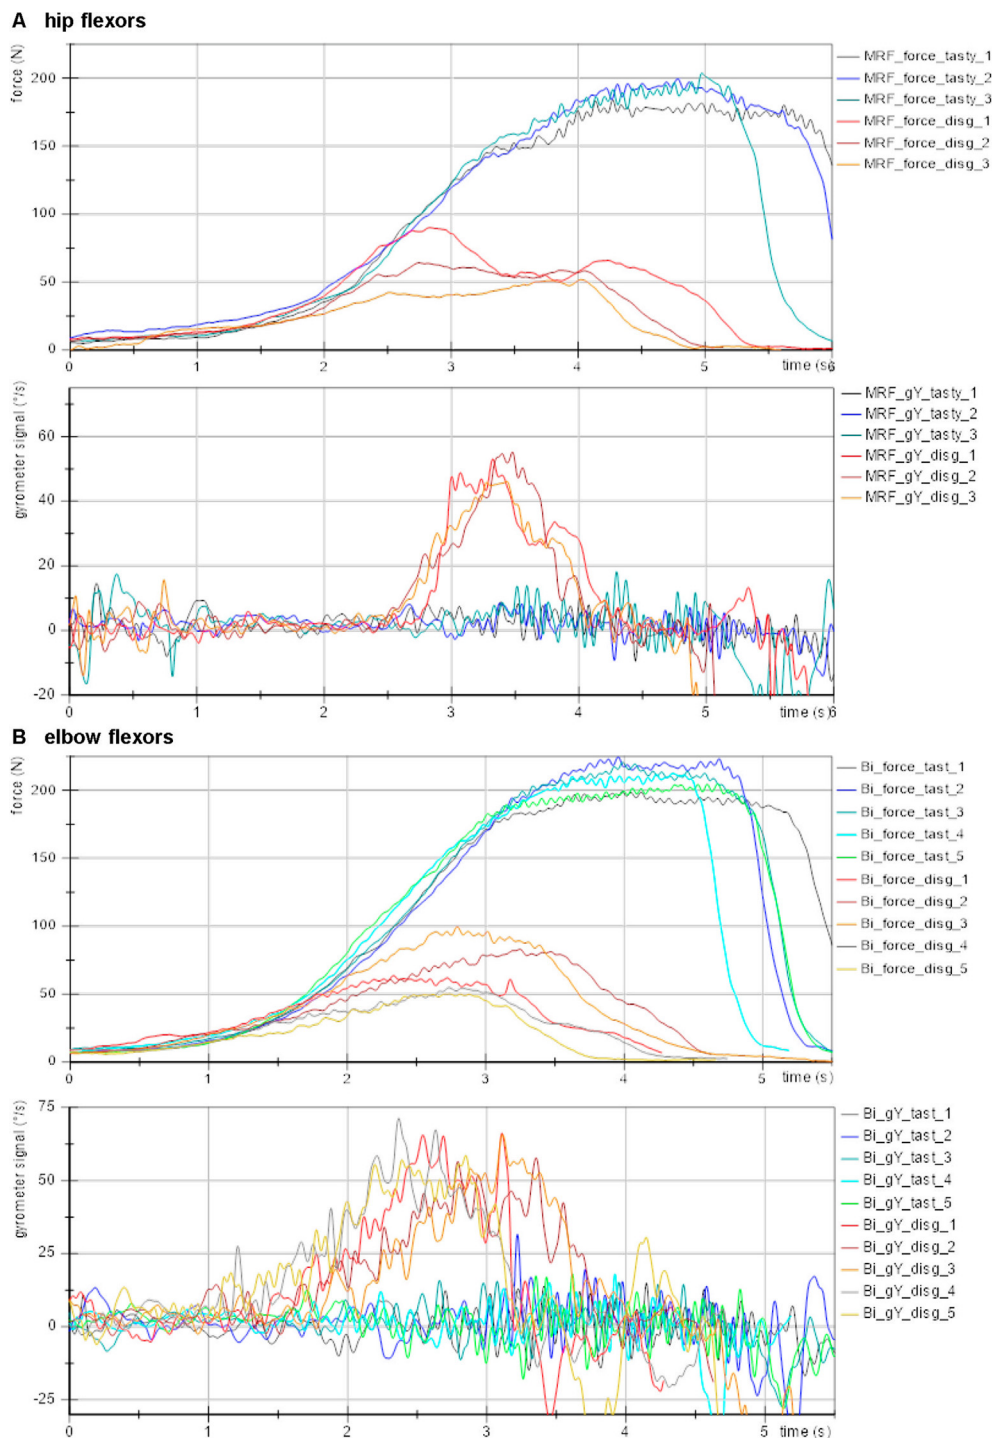 A hip flexors
force (N)
200
150
100
50
0
0 1 2 3 4 5 6
time (s)
MRF_force_tasty_1
MRF_force_tasty_2
MRF_force_tasty_3
MRF_force_disg_1
MRF_force_disg_2
MRF_force_disg_3
gyrometer signal (°/s)
60
40
20
0
-20
0 1 2 3 4 5 6
time (s)
MRF_gY_tasty_1
MRF_gY_tasty_2
MRF_gY_tasty_3
MRF_gY_disg_1
MRF_gY_disg_2
MRF_gY_disg_3
B elbow flexors
force (N)
200
150
100
50
0
0 1 2 3 4 5
time (s)
Bi_force_tast_1
Bi_force_tast_2
Bi_force_tast_3
Bi_force_tast_4
Bi_force_tast_5
Bi_force_disg_1
Bi_force_disg_2
Bi_force_disg_3
Bi_force_disg_4
Bi_force_disg_5
gyrometer signal (°/s)
75
50
25
0
-25
0 1 2 3 4 5
time (s)
Bi_gY_tast_1
Bi_gY_tast_2
Bi_gY_tast_3
Bi_gY_tast_4
Bi_gY_tast_5
Bi_gY_disg_1
Bi_gY_disg_2
Bi_gY_disg_3
Bi_gY_disg_4
Bi_gY_disg_5